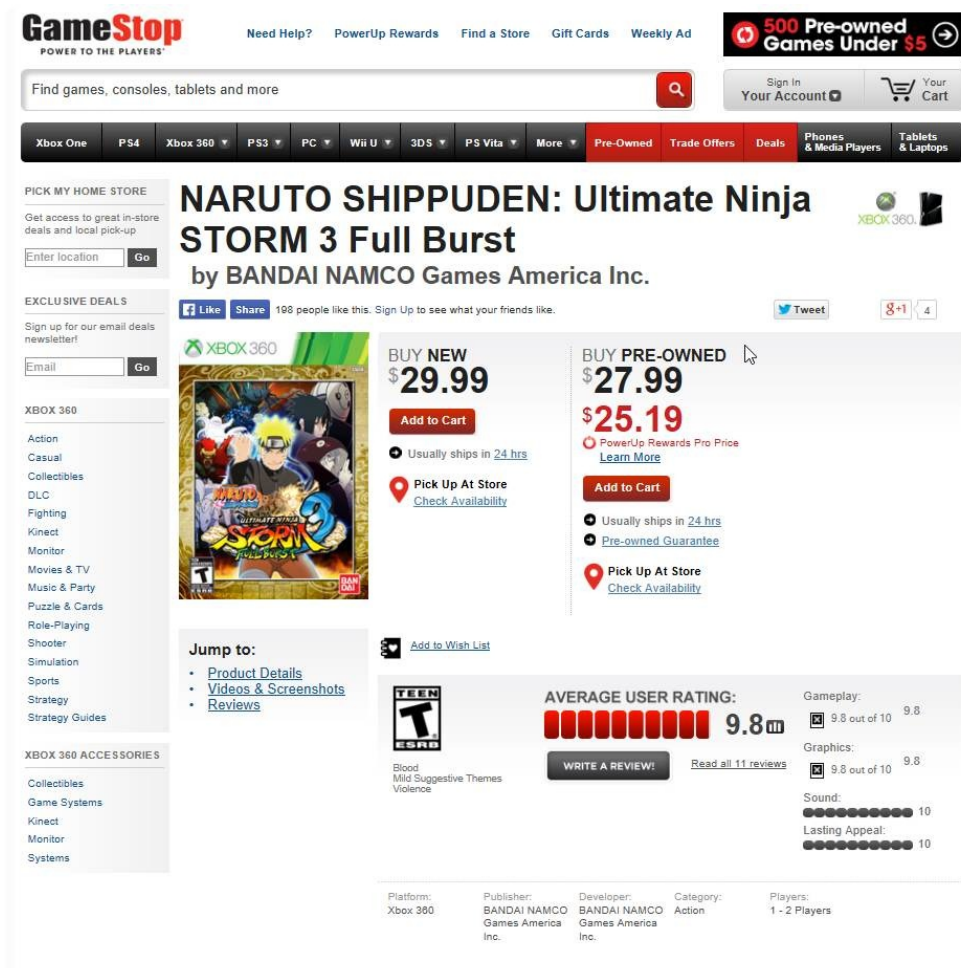 GameStop
POWER TO THE PLAYERS'
Need Help? PowerUp Rewards Find a Store Gift Cards Weekly Ad
500 Pre-owned
Games Under $5
Find games, consoles, tablets and more
Sign In
Your Account
Your
Cart
Xbox One PS4 Xbox 360 PS3 PC Wii U 3DS PS Vita More Pre-Owned Trade Offers Deals Phones & Media Players Tablets & Laptops
PICK MY HOME STORE
Get access to great in-store
deals and local pick-up
Enter location Go
EXCLUSIVE DEALS
Sign up for our email deals
newsletter!
Email Go
XBOX 360
Action
Casual
Collectibles
DLC
Fighting
Kinect
Monitor
Movies & TV
Music & Party
Puzzle & Cards
Role-Playing
Shooter
Simulation
Sports
Strategy
Strategy Guides
XBOX 360 ACCESSORIES
Collectibles
Game Systems
Kinect
Monitor
Systems
NARUTO SHIPPUDEN: Ultimate Ninja
STORM 3 Full Burst
by BANDAI NAMCO Games America Inc.
XBOX 360.
Like Share 198 people like this. Sign Up to see what your friends like.
Tweet
g+1 4
XBOX 360
NARUTO
SHIPPUDEN
ULTIMATE NINJA
STORM 3
FULL BURST
T
ESRB
BANDAI
BUY NEW
$29.99
Add to Cart
Usually ships in 24 hrs
Pick Up At Store
Check Availability
BUY PRE-OWNED
$27.99
$25.19
PowerUp Rewards Pro Price
Learn More
Add to Cart
Usually ships in 24 hrs
Pre-owned Guarantee
Pick Up At Store
Check Availability
Jump to:
Product Details
Videos & Screenshots
Reviews
Add to Wish List
TEEN
T
ESRB
Blood
Mild Suggestive Themes
Violence
AVERAGE USER RATING:
9.8
WRITE A REVIEW!
Read all 11 reviews
Gameplay:
9.8 out of 10 9.8
Graphics:
9.8 out of 10 9.8
Sound:
10
Lasting Appeal:
10
Platform:
Xbox 360
Publisher:
BANDAI NAMCO
Games America
Inc.
Developer:
BANDAI NAMCO
Games America
Inc.
Category:
Action
Players:
1 - 2 Players